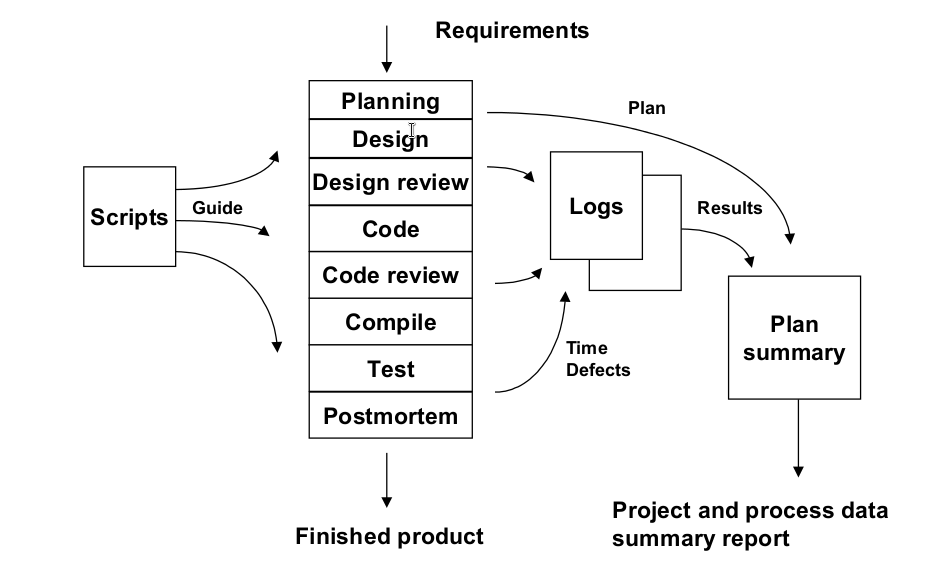 Requirements
Planning
Design
Design review
Code
Code review
Compile
Test
Postmortem
Finished product
Scripts
Guide
Plan
Logs
Results
Time
Defects
Plan
summary
Project and process data
summary report